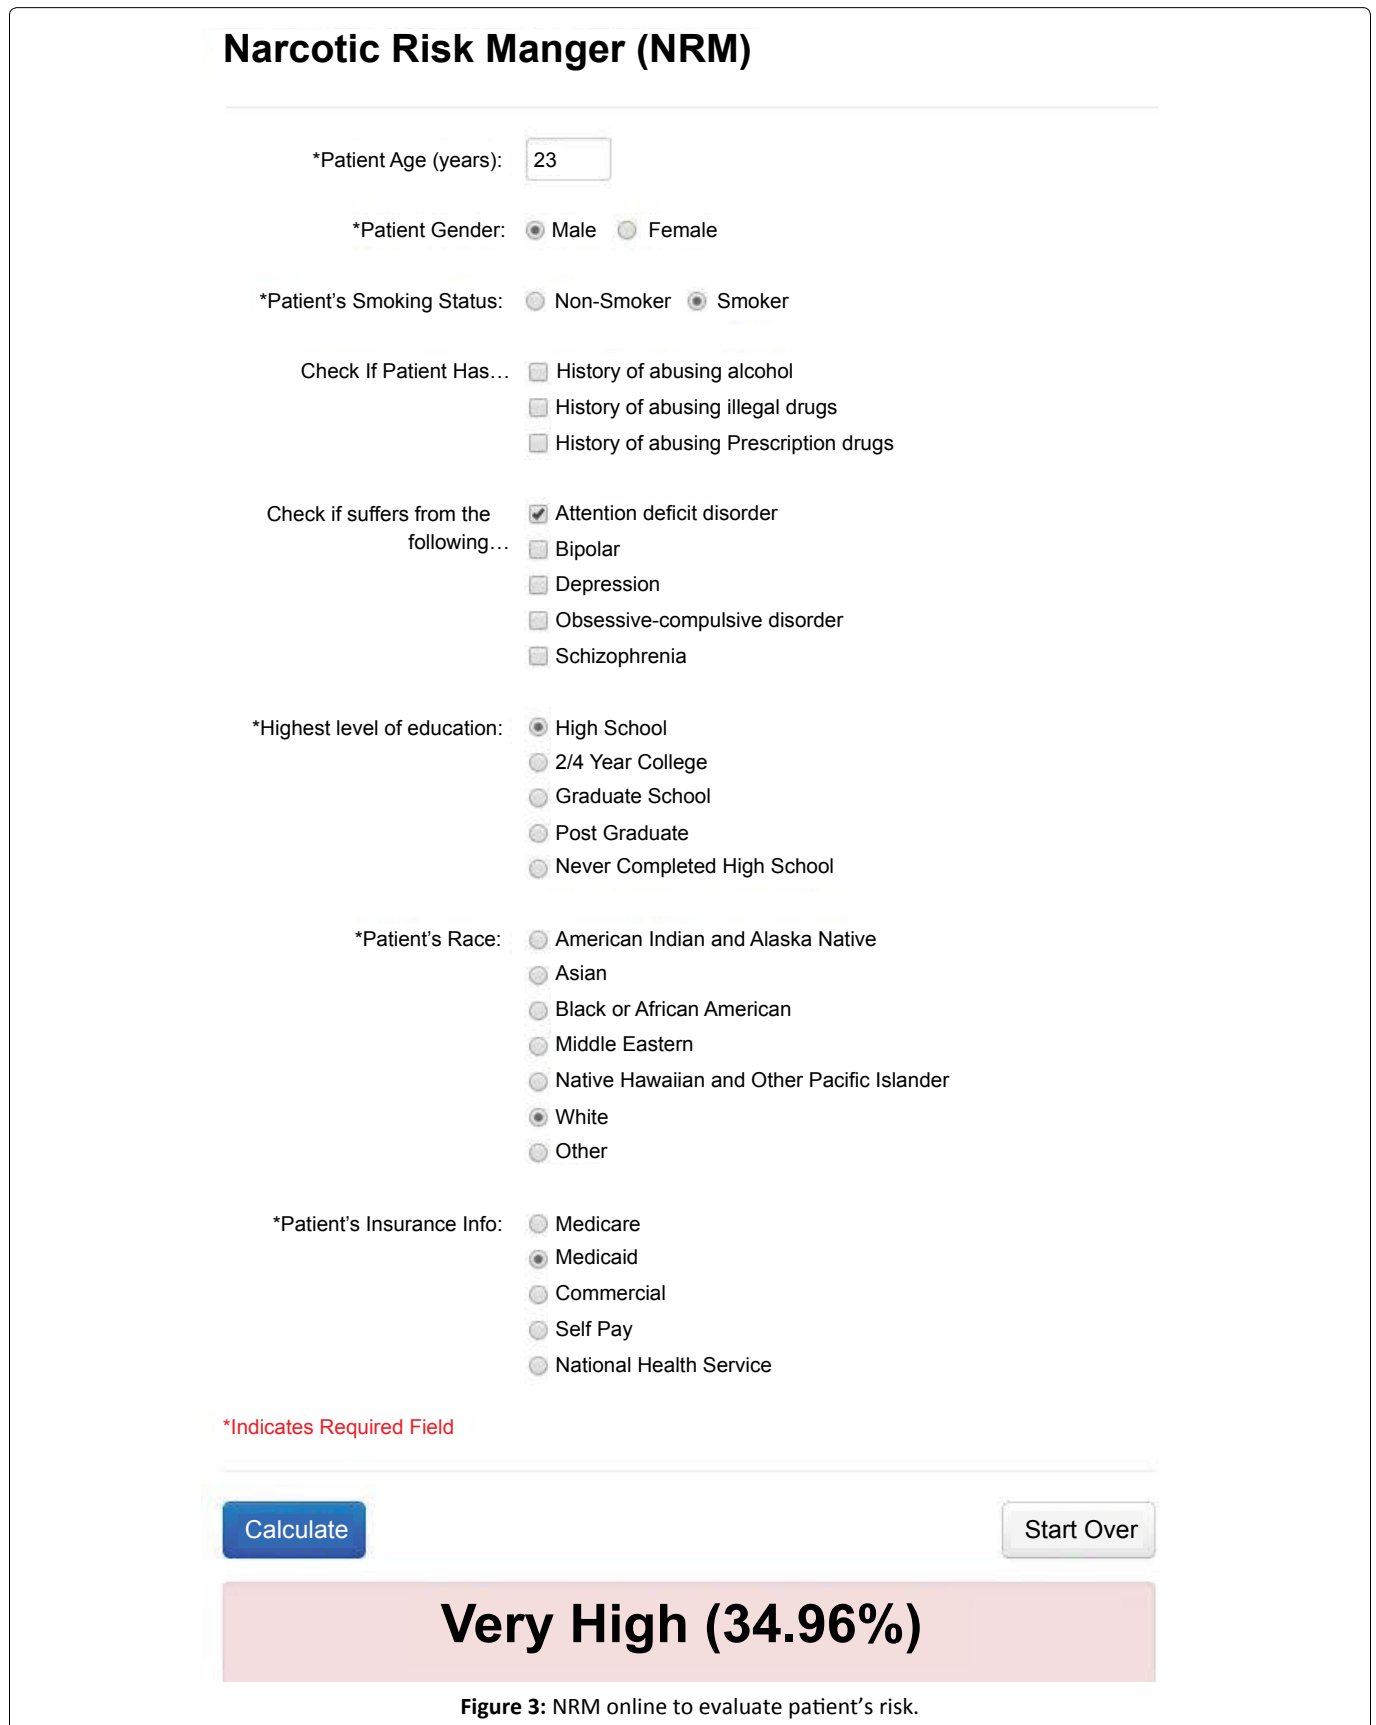 Narcotic Risk Manger (NRM)
*Patient Age (years): 23
*Patient Gender: Male Female
*Patient's Smoking Status: Non-Smoker Smoker
Check If Patient Has… History of abusing alcohol
History of abusing illegal drugs
History of abusing Prescription drugs
Check if suffers from the following… Attention deficit disorder
Bipolar
Depression
Obsessive-compulsive disorder
Schizophrenia
*Highest level of education: High School
2/4 Year College
Graduate School
Post Graduate
Never Completed High School
*Patient's Race: American Indian and Alaska Native
Asian
Black or African American
Middle Eastern
Native Hawaiian and Other Pacific Islander
White
Other
*Patient's Insurance Info: Medicare
Medicaid
Commercial
Self Pay
National Health Service
*Indicates Required Field
Calculate Start Over
Very High (34.96%)
Figure 3: NRM online to evaluate patient's risk.